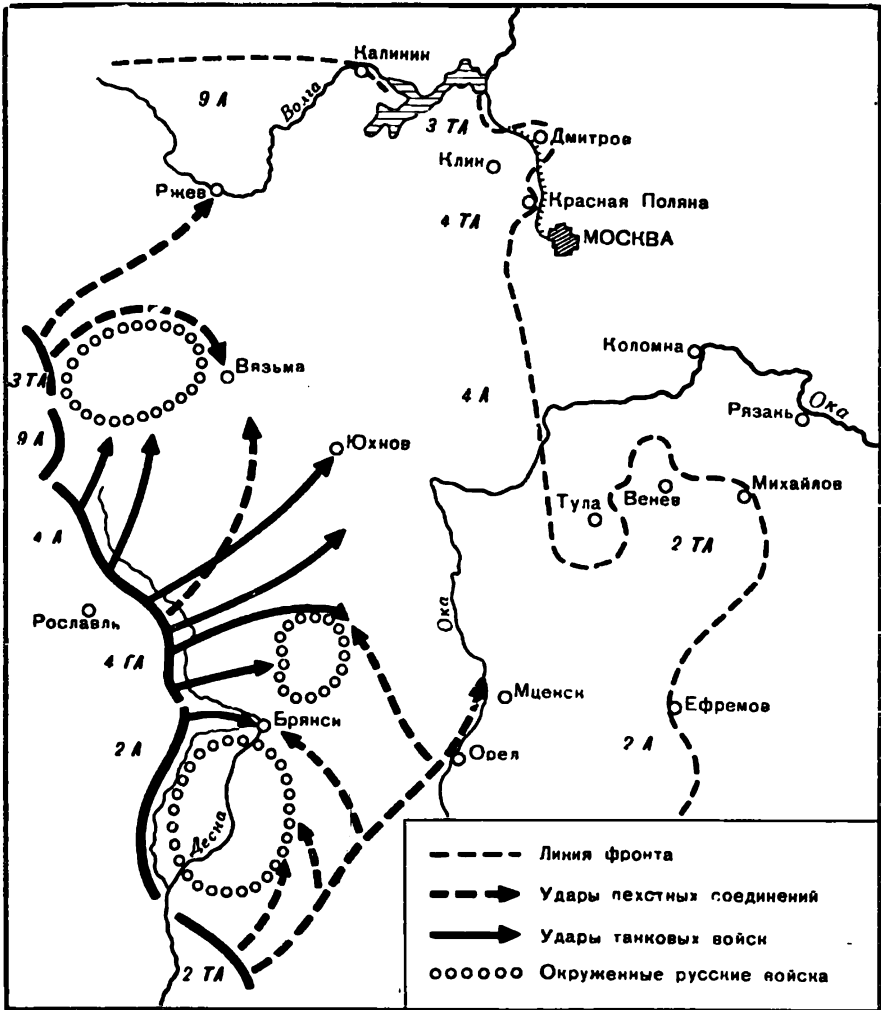 Калинин
9 А
Волга
3 ТА
Дмитров
Клин
Ржев
Красная Поляна
4 ТА
МОСКВА
Коломна
Вязьма
3 ТА
4 А
Ока
Рязань
9 А
Юхнов
Михайлов
Тула
Венев
4 А
2 ТА
Рославль
Ока
4 ГА
Мценск
Ефремов
Брянск
2 А
2 А
Орел
Десна
Линия фронта
Удары пехстных соединений
Удары танковых войск
2 ТА
Окруженные русские войска